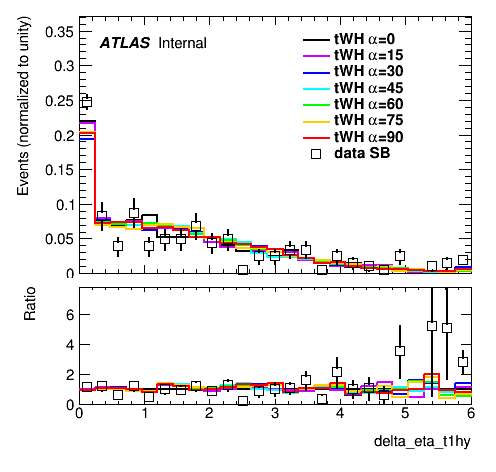 0.35
ATLAS Internal
0.3
0.25
0.2
0.15
0.1
0.05
0
Events (normalized to unity)
tWH α=0
tWH α=15
tWH α=30
tWH α=45
tWH α=60
tWH α=75
tWH α=90
data SB
Ratio
6
4
2
0
0 1 2 3 4 5 6
delta_eta_t1hy